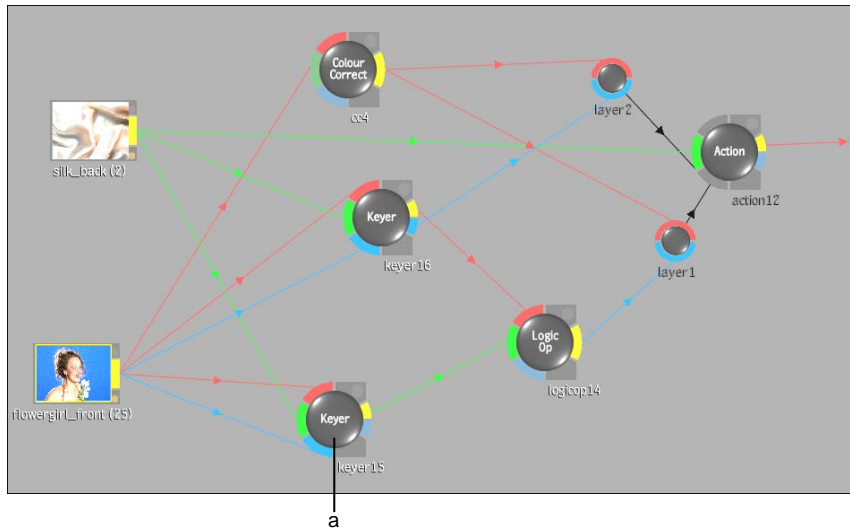 Colour
Correct
cc4
layer2
silk_back (2)
Action
action12
Keyer
keyer16
layer1
Logic
Op
logicop14
flowergirl_front (25)
Keyer
keyer15
a